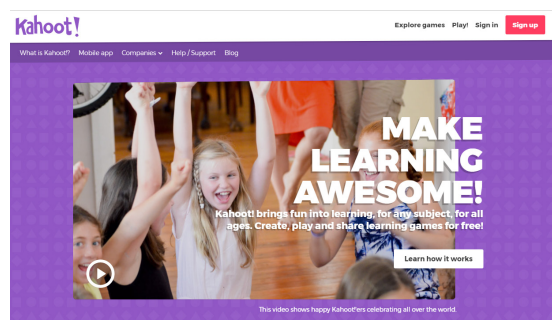 Kahoot!
Explore games Play! Sign in Sign up
What is Kahoot!? Mobile app Companies Help / Support Blog
MAKE
LEARNING
AWESOME!
Kahoot! brings fun into learning, for any subject, for all
ages. Create, play and share learning games for free!
Learn how it works
This video shows happy Kahoot!'ers celebrating all over the world.